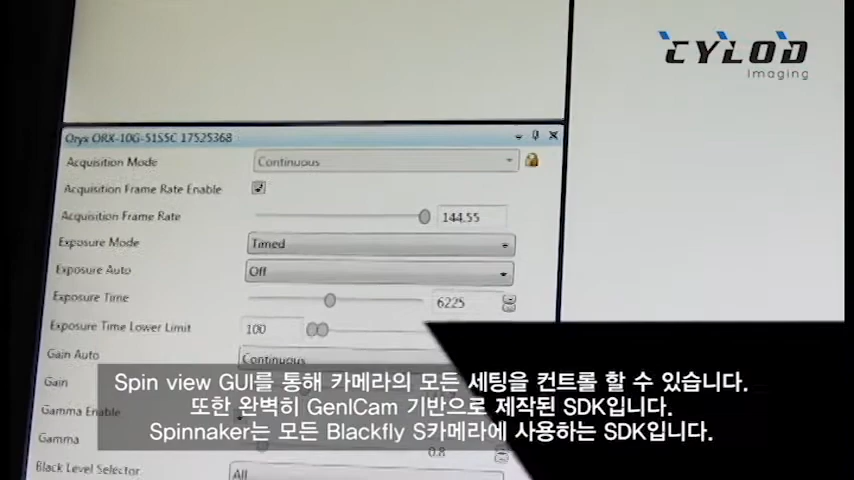 CYLOD
Imaging
Oryx ORX-10G-51S5C 17525368
Acquisition Mode
Continuous
Acquisition Frame Rate Enable
Acquisition Frame Rate
144.55
Exposure Mode
Timed
Exposure Auto
Off
Exposure Time
6225
Exposure Time Lower Limit
100
Gain Auto
Continuous
Gain
Gamma Enable
Gamma
0.8
Black Level Selector
All
Spin view GUI를 통해 카메라의 모든 세팅을 컨트롤 할 수 있습니다.
또한 완벽히 GenICam 기반으로 제작된 SDK입니다.
Spinnaker는 모든 Blackfly S카메라에 사용하는 SDK입니다.